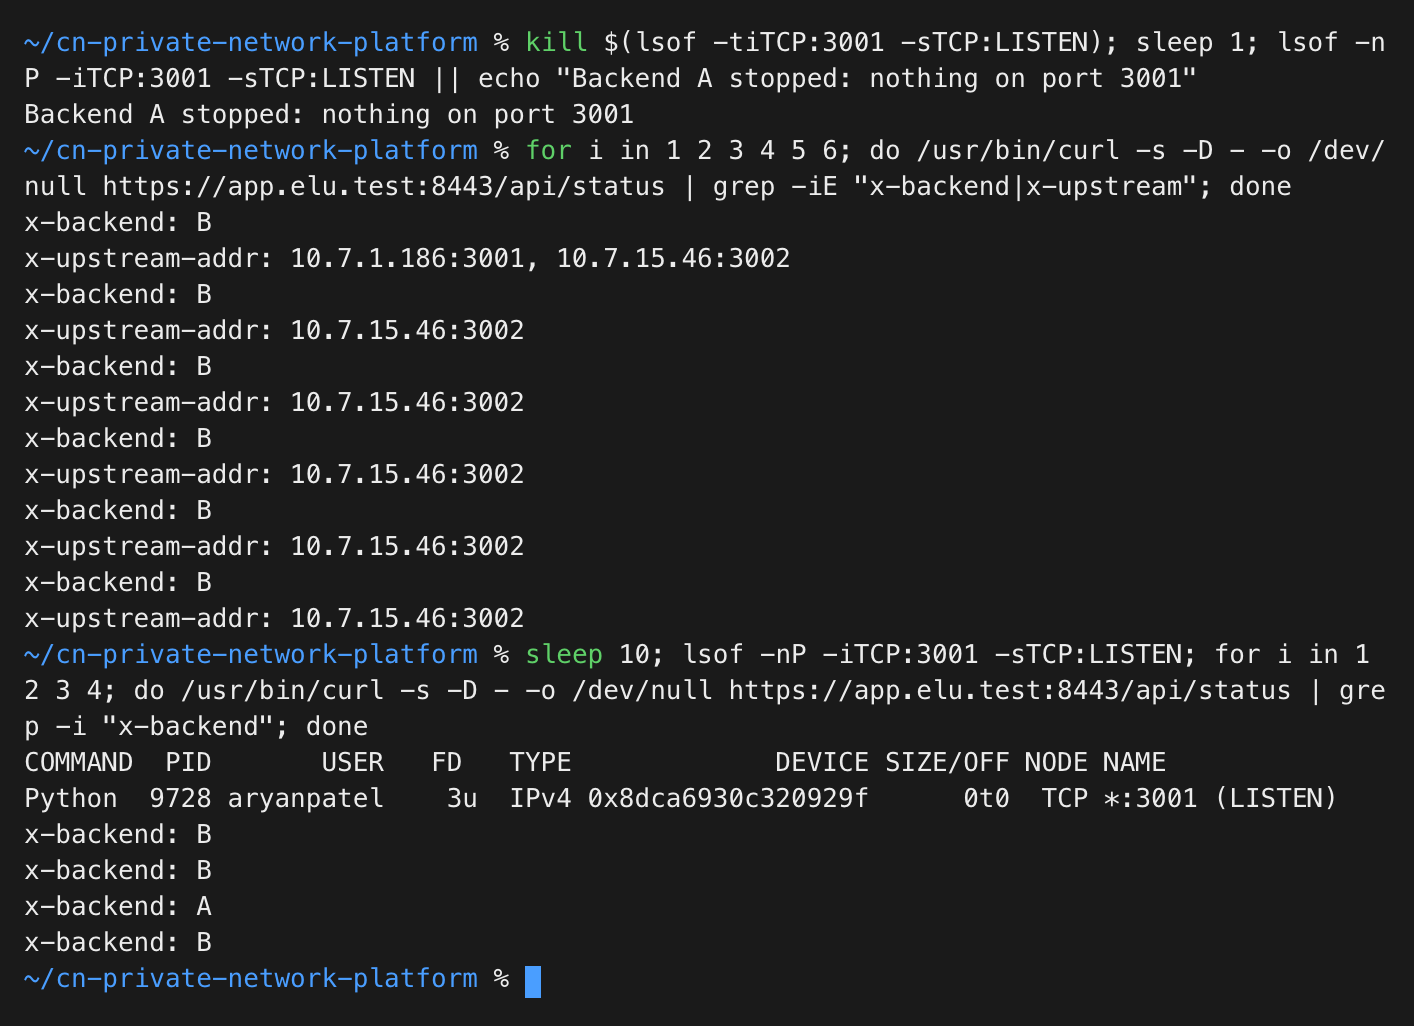 ~/cn-private-network-platform % kill $(lsof -tiTCP:3001 -sTCP:LISTEN); sleep 1; lsof -n
P -iTCP:3001 -sTCP:LISTEN || echo "Backend A stopped: nothing on port 3001"
Backend A stopped: nothing on port 3001
~/cn-private-network-platform % for i in 1 2 3 4 5 6; do /usr/bin/curl -s -D - -o /dev/
null https://app.elu.test:8443/api/status | grep -iE "x-backend|x-upstream"; done
x-backend: B
x-upstream-addr: 10.7.1.186:3001, 10.7.15.46:3002
x-backend: B
x-upstream-addr: 10.7.15.46:3002
x-backend: B
x-upstream-addr: 10.7.15.46:3002
x-backend: B
x-upstream-addr: 10.7.15.46:3002
x-backend: B
x-upstream-addr: 10.7.15.46:3002
x-backend: B
x-upstream-addr: 10.7.15.46:3002
~/cn-private-network-platform % sleep 10; lsof -nP -iTCP:3001 -sTCP:LISTEN; for i in 1
2 3 4; do /usr/bin/curl -s -D - -o /dev/null https://app.elu.test:8443/api/status | gre
p -i "x-backend"; done
COMMAND  PID       USER   FD   TYPE             DEVICE SIZE/OFF NODE NAME
Python  9728 aryanpatel    3u  IPv4 0x8dca6930c320929f      0t0  TCP *:3001 (LISTEN)
x-backend: B
x-backend: B
x-backend: A
x-backend: B
~/cn-private-network-platform %